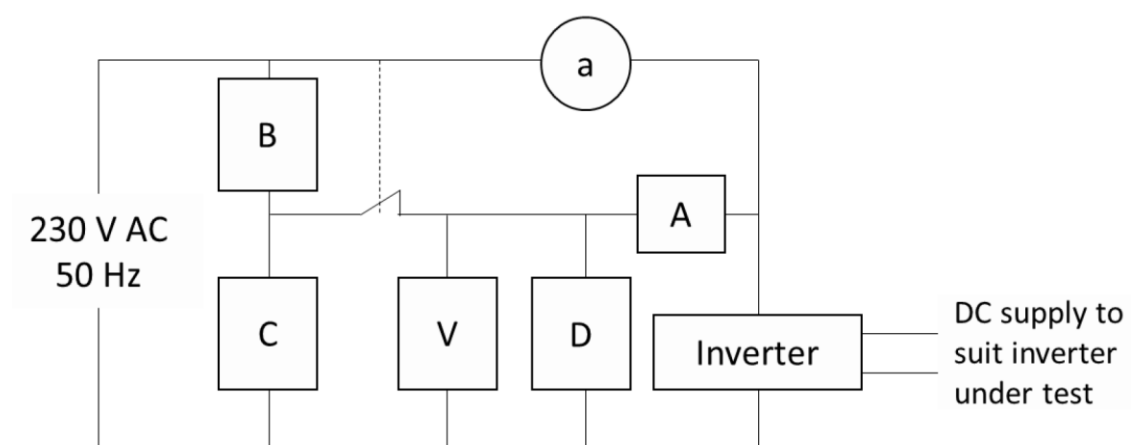 a
B
A
230 V AC
50 Hz
C
V
D
Inverter
DC supply to
suit inverter
under test